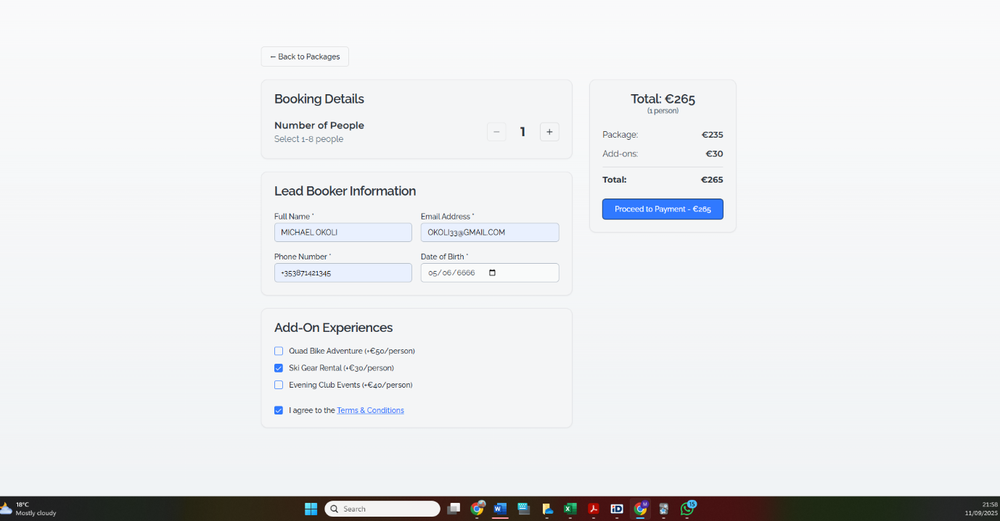 ← Back to Packages
Booking Details
Number of People
Select 1-8 people
− 1 +
Total: €265
(1 person)
Package: €235
Add-ons: €30
Total: €265
Proceed to Payment - €265
Lead Booker Information
Full Name * Email Address *
MICHAEL OKOLI OKOLI33@GMAIL.COM
Phone Number * Date of Birth *
+353871421345 05/06/6666
Add-On Experiences
Quad Bike Adventure (+€50/person)
Ski Gear Rental (+€30/person)
Evening Club Events (+€40/person)
I agree to the Terms & Conditions
18°C
Mostly cloudy
Search
W
X
iD
M
15
21:58
11/09/2025